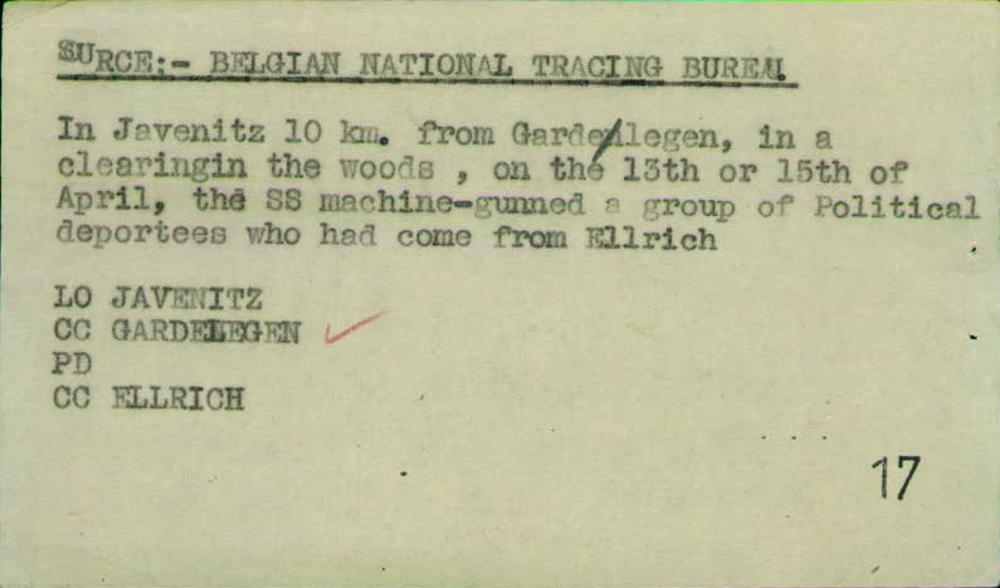 SURCE:- BELGIAN NATIONAL TRACING BUREAU
In Javenitz 10 km. from Gardenlegen, in a
clearingin the woods , on the 13th or 15th of
April, the SS machine-gunned a group of Political
deportees who had come from Ellrich
LO JAVENITZ
CC GARDELEGEN
PD
CC ELLRICH
17